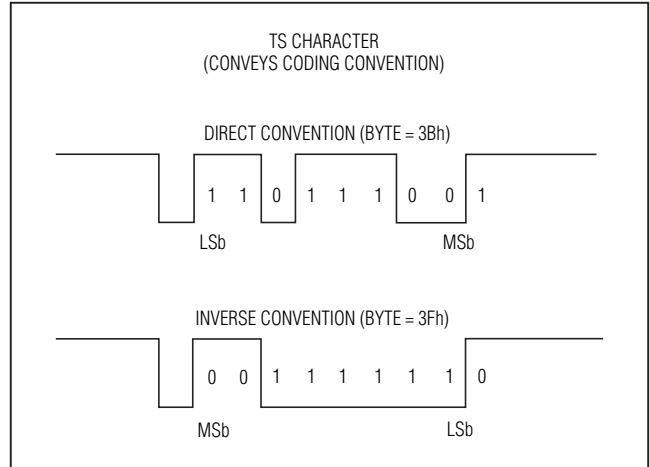 TS CHARACTER
(CONVEYS CODING CONVENTION)
DIRECT CONVENTION (BYTE = 3Bh)
1 1 0 1 1 1 0 0 1
LSb MSb
INVERSE CONVENTION (BYTE = 3Fh)
0 0 1 1 1 1 1 1 0
MSb LSb